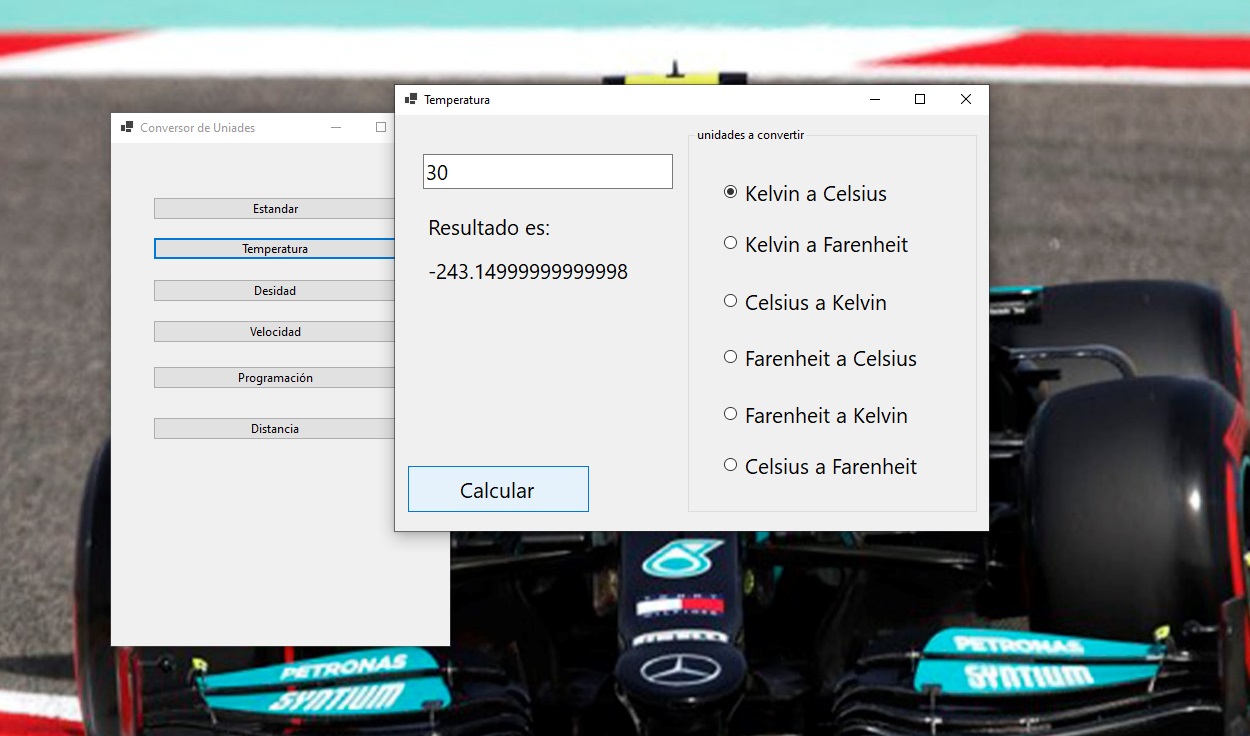 Conversor de Uniades
Estandar
Temperatura
Desidad
Velocidad
Programación
Distancia
Temperatura
30
Resultado es:
-243.14999999999998
Calcular
unidades a convertir
Kelvin a Celsius
Kelvin a Farenheit
Celsius a Kelvin
Farenheit a Celsius
Farenheit a Kelvin
Celsius a Farenheit
PETRONAS
SYNTIUM
PETRONAS
SYNTIUM